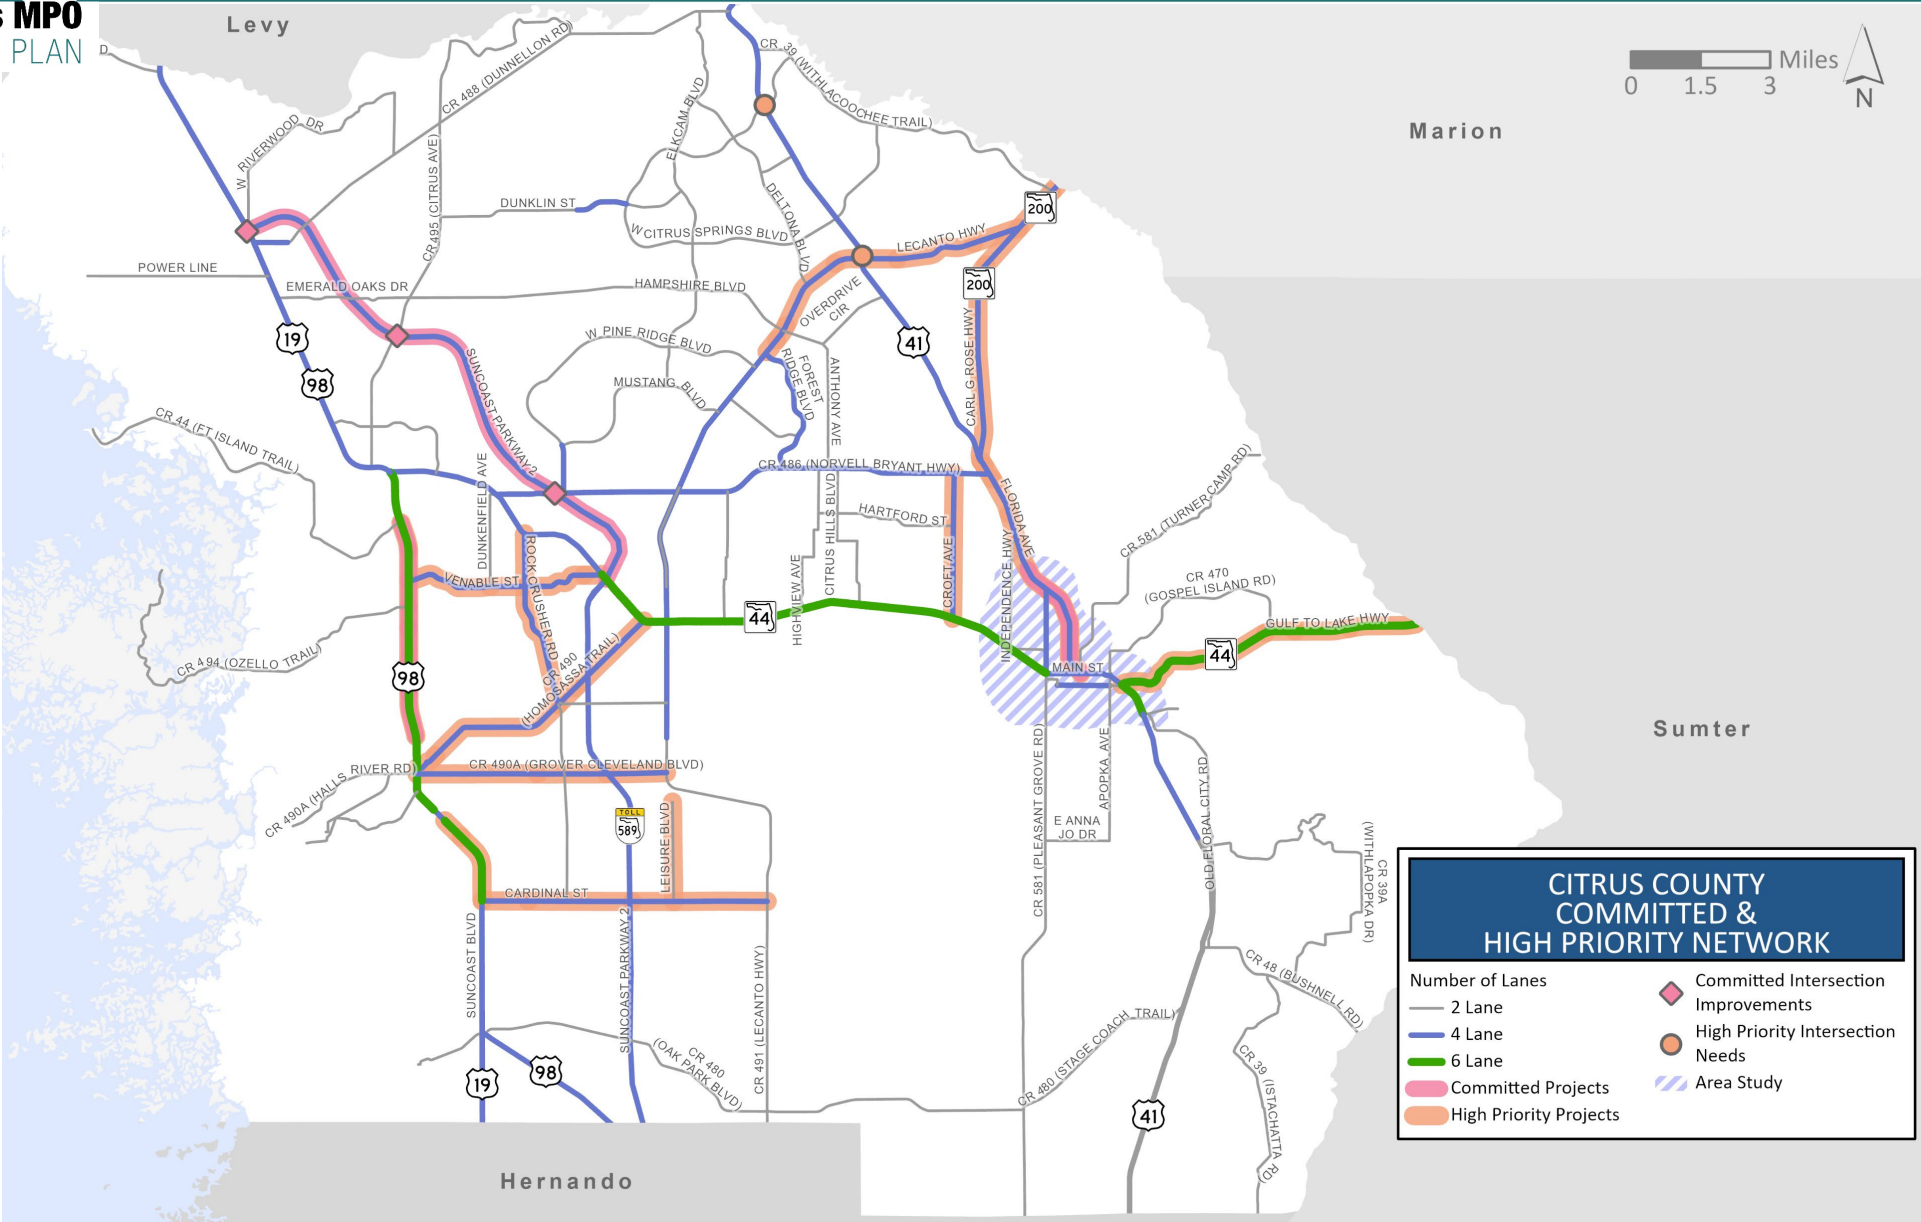 s MPO
PLAN
Levy
D
CR 488 (DUNNELLON RD)
CR 39 (WITHLACOOCHEE TRAIL)
0 1.5 3 Miles
N
Marion
W RIVERWOOD DR
CR 495 (CITRUS AVE)
ELKCAM BLVD
DUNKLIN ST
W CITRUS SPRINGS BLVD
DELTONA BLVD
LECANTO HWY
200
200
POWER LINE
EMERALD OAKS DR
HAMPSHIRE BLVD
OVERDRIVE
CIR
19
98
41
W PINE RIDGE BLVD
MUSTANG BLVD
FOREST
RIDGE BLVD
ANTHONY AVE
CARL G ROSE HWY
SUNCOAST PARKWAY 2
CR 44 (FT ISLAND TRAIL)
DUNKENFIELD AVE
CR 486 (NORVELL BRYANT HWY)
CITRUS HILLS BLVD
HARTFORD ST
FLORIDA AVE
CR 581 (TURNER CAMP RD)
VENABLE ST
ROCK CRUSHER RD
HIGHVIEW AVE
CROFT AVE
INDEPENDENCE HWY
CR 470
(GOSPEL ISLAND RD)
GULF TO LAKE HWY
44
44
MAIN ST
CR 494 (OZELLO TRAIL)
98
CR 490
(HOMOSASSA TRAIL)
CR 490A (HALLS RIVER RD)
CR 490A (GROVER CLEVELAND BLVD)
TOLL
589
LEISURE BLVD
CARDINAL ST
CR 581 (PLEASANT GROVE RD)
APOPKA AVE
E ANNA
JO DR
OLD FLORAL CITY RD
CR 39A
(WITHLAPOPKA DR)
Sumter
SUNCOAST BLVD
SUNCOAST PARKWAY 2
CR 491 (LECANTO HWY)
CR 480
(OAK PARK BLVD)
CR 480 (STAGE COACH TRAIL)
CR 48 (BUSHNELL RD)
CR 39 (ISTACHATTA RD)
19
98
41
Hernando
CITRUS COUNTY
COMMITTED &
HIGH PRIORITY NETWORK
Number of Lanes
2 Lane
4 Lane
6 Lane
Committed Projects
High Priority Projects
Committed Intersection
Improvements
High Priority Intersection
Needs
Area Study